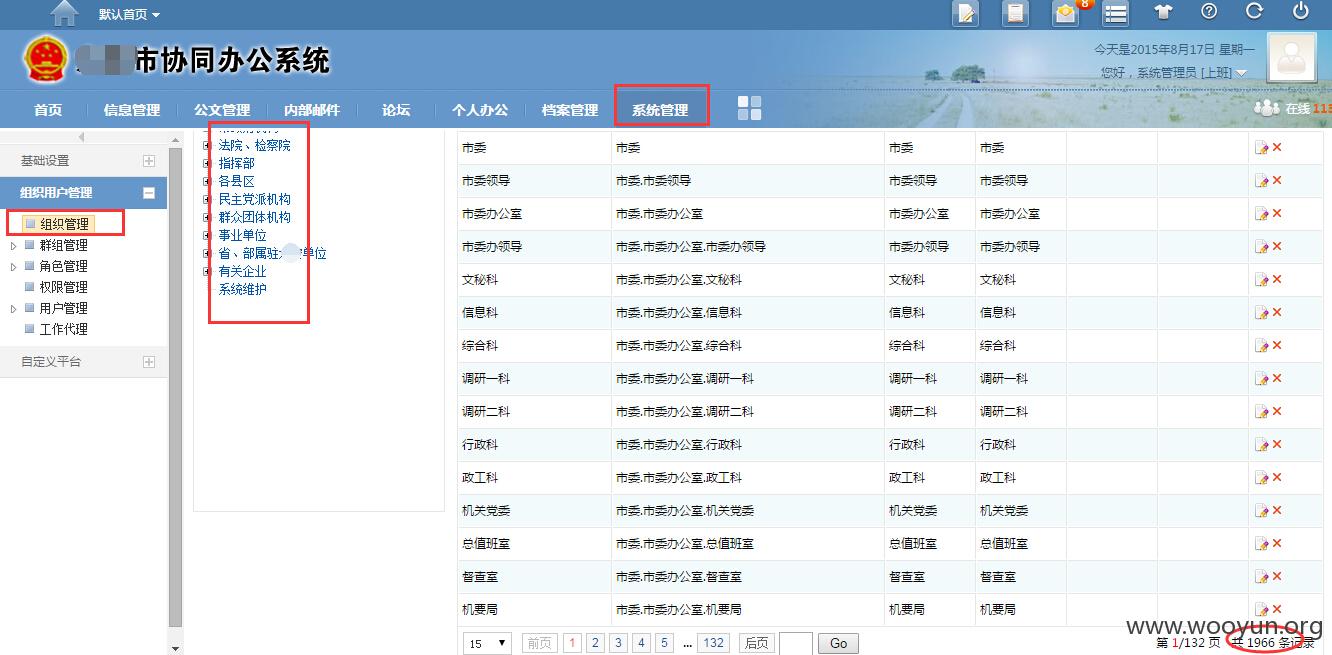 默认首页
8
市协同办公系统
今天是2015年8月17日 星期一
您好，系统管理员 [上班]
首页 信息管理 公文管理 内部邮件 论坛 个人办公 档案管理 系统管理
在线 113
基础设置
组织用户管理
组织管理
群组管理
角色管理
权限管理
用户管理
工作代理
自定义平台
法院、检察院
指挥部
各县区
民主党派机构
群众团体机构
事业单位
省、部属驻 单位
有关企业
系统维护
市委 市委 市委 市委
市委领导 市委.市委领导 市委领导 市委领导
市委办公室 市委.市委办公室 市委办公室 市委办公室
市委办领导 市委.市委办公室.市委办领导 市委办领导 市委办领导
文秘科 市委.市委办公室.文秘科 文秘科 文秘科
信息科 市委.市委办公室.信息科 信息科 信息科
综合科 市委.市委办公室.综合科 综合科 综合科
调研一科 市委.市委办公室.调研一科 调研一科 调研一科
调研二科 市委.市委办公室.调研二科 调研二科 调研二科
行政科 市委.市委办公室.行政科 行政科 行政科
政工科 市委.市委办公室.政工科 政工科 政工科
机关党委 市委.市委办公室.机关党委 机关党委 机关党委
总值班室 市委.市委办公室.总值班室 总值班室 总值班室
督查室 市委.市委办公室.督查室 督查室 督查室
机要局 市委.市委办公室.机要局 机要局 机要局
www.wooyun.org
15 前页 1 2 3 4 5 ... 132 后页 Go 第 1/132 页 共 1966 条记录